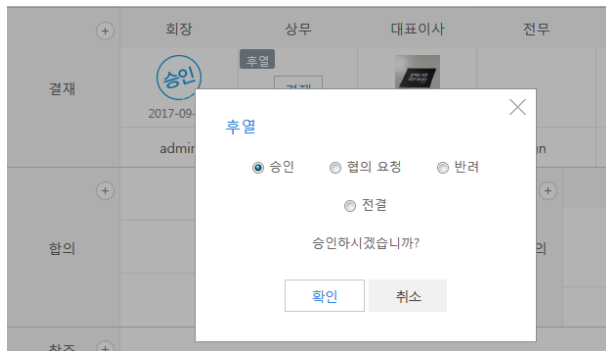 회장 상무 대표이사 전무
결재 승인 후열
2017-09-
admin
후열
승인 협의 요청 반려
전결
합의
승인하시겠습니까?
확인 취소
참조